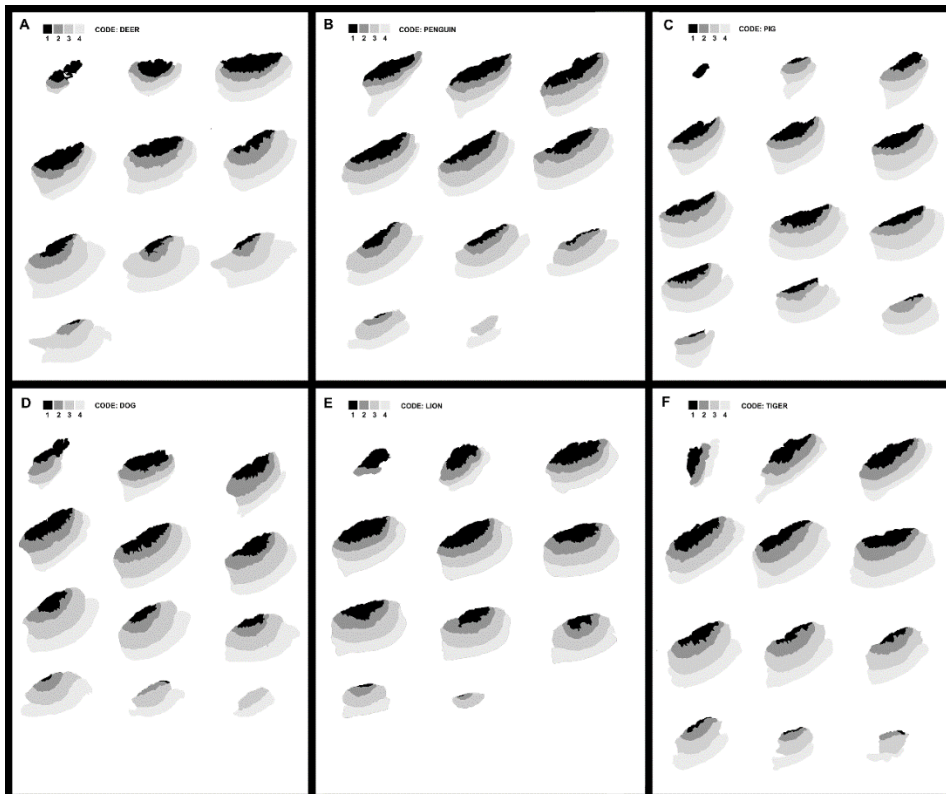 A
CODE: DEER
1 2 3 4
B
CODE: PENGUIN
1 2 3 4
C
CODE: PIG
1 2 3 4
D
CODE: DOG
1 2 3 4
E
CODE: LION
1 2 3 4
F
CODE: TIGER
1 2 3 4